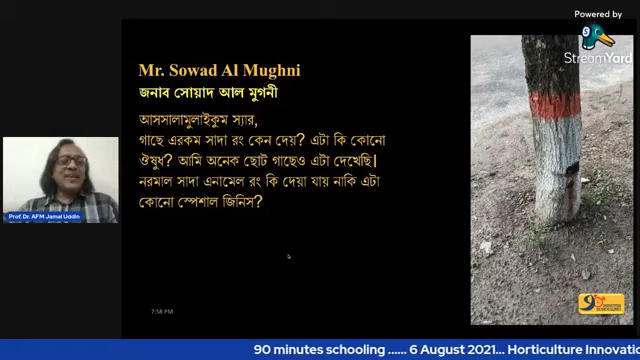 Powered by
StreamYard
Mr. Sowad Al Mughni
জনাব সোয়াদ আল মুগনী
আসসালামুলাইকুম স্যার,
গাছে এরকম সাদা রং কেন দেয়? এটা কি কোনো
ঔষুধ? আমি অনেক ছোট গাছেও এটা দেখেছি।
নরমাল সাদা এনামেল রং কি দেয়া যায় নাকি এটা
কোনো স্পেশাল জিনিস?
Prof. Dr. AFM Jamal Uddin
7:58 PM
90 minutes schooling ...... 6 August 2021... Horticulture Innovatio